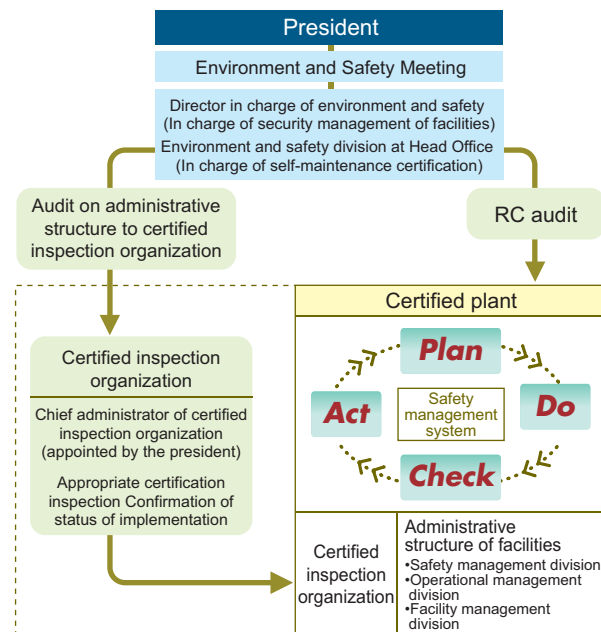 President
Environment and Safety Meeting
Director in charge of environment and safety
(In charge of security management of facilities)
Environment and safety division at Head Office
(In charge of self-maintenance certification)
Audit on administrative
structure to certified
inspection organization
RC audit
Certified plant
Plan
Act
Safety
management
system
Do
Check
Certified inspection
organization
Chief administrator of certified
inspection organization
(appointed by the president)
Appropriate certification
inspection Confirmation of
status of implementation
Certified
inspection
organization
Administrative
structure of facilities
•Safety management division
•Operational management
division
•Facility management
division